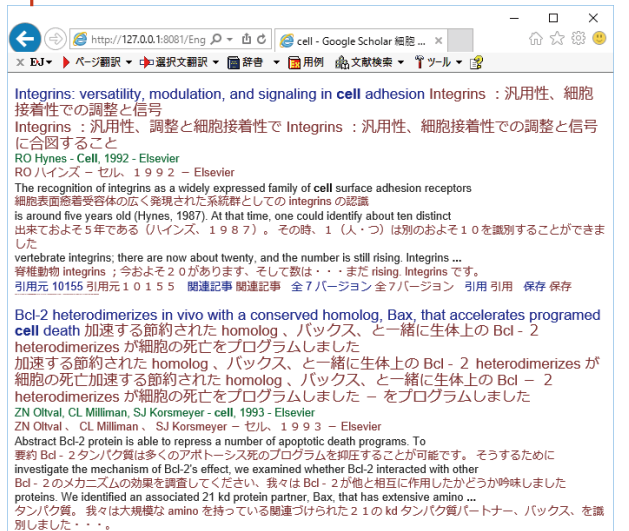 http://127.0.0.1:8081/Eng
cell - Google Scholar 細胞 ...
EJ ページ翻訳 選択文翻訳 辞書 用例 文献検索 ツール
Integrins: versatility, modulation, and signaling in cell adhesion Integrins ：汎用性、細胞
接着性での調整と信号
Integrins ：汎用性、調整と細胞接着性で Integrins ：汎用性、細胞接着性での調整と信号
に合図すること
RO Hynes - Cell, 1992 - Elsevier
RO ハインズ － セル、１９９２ － Elsevier
The recognition of integrins as a widely expressed family of cell surface adhesion receptors
細胞表面癒着受容体の広く発現された系統群としての integrins の認識
is around five years old (Hynes, 1987). At that time, one could identify about ten distinct
出来ておよそ５年である（ハインズ、１９８７）。 その時、１（人・つ）は別のおよそ１０を識別することができま
した
vertebrate integrins; there are now about twenty, and the number is still rising. Integrins ...
脊椎動物 integrins ；今およそ２０があります、そして数は・・・まだ rising. Integrins です。
引用元 10155 引用元１０１５５ 関連記事 関連記事 全 7 バージョン 全７バージョン 引用 引用 保存 保存
Bcl-2 heterodimerizes in vivo with a conserved homolog, Bax, that accelerates programed
cell death 加速する節約された homolog 、バックス、と一緒に生体上の Bcl - ２
heterodimerizes が細胞の死亡をプログラムしました
加速する節約された homolog 、バックス、と一緒に生体上の Bcl - ２ heterodimerizes が
細胞の死亡加速する節約された homolog 、バックス、と一緒に生体上の Bcl － ２
heterodimerizes が細胞の死亡をプログラムしました － をプログラムしました
ZN Oltval, CL Milliman, SJ Korsmeyer - cell, 1993 - Elsevier
ZN Oltval 、 CL Milliman 、 SJ Korsmeyer － セル、１９９３ － Elsevier
Abstract Bcl-2 protein is able to repress a number of apoptotic death programs. To
要約 Bcl - ２タンパク質は多くのアポトーシス死のプログラムを抑圧することが可能です。 そうするために
investigate the mechanism of Bcl-2's effect, we examined whether Bcl-2 interacted with other
Bcl - ２のメカニズムの効果を調査してください、我々は Bcl - ２が他と相互に作用したかどうか吟味しました
proteins. We identified an associated 21 kd protein partner, Bax, that has extensive amino ...
タンパク質。 我々は大規模な amino を持っている関連づけられた２１の kd タンパク質パートナー、バックス、を識
別しました・・・。